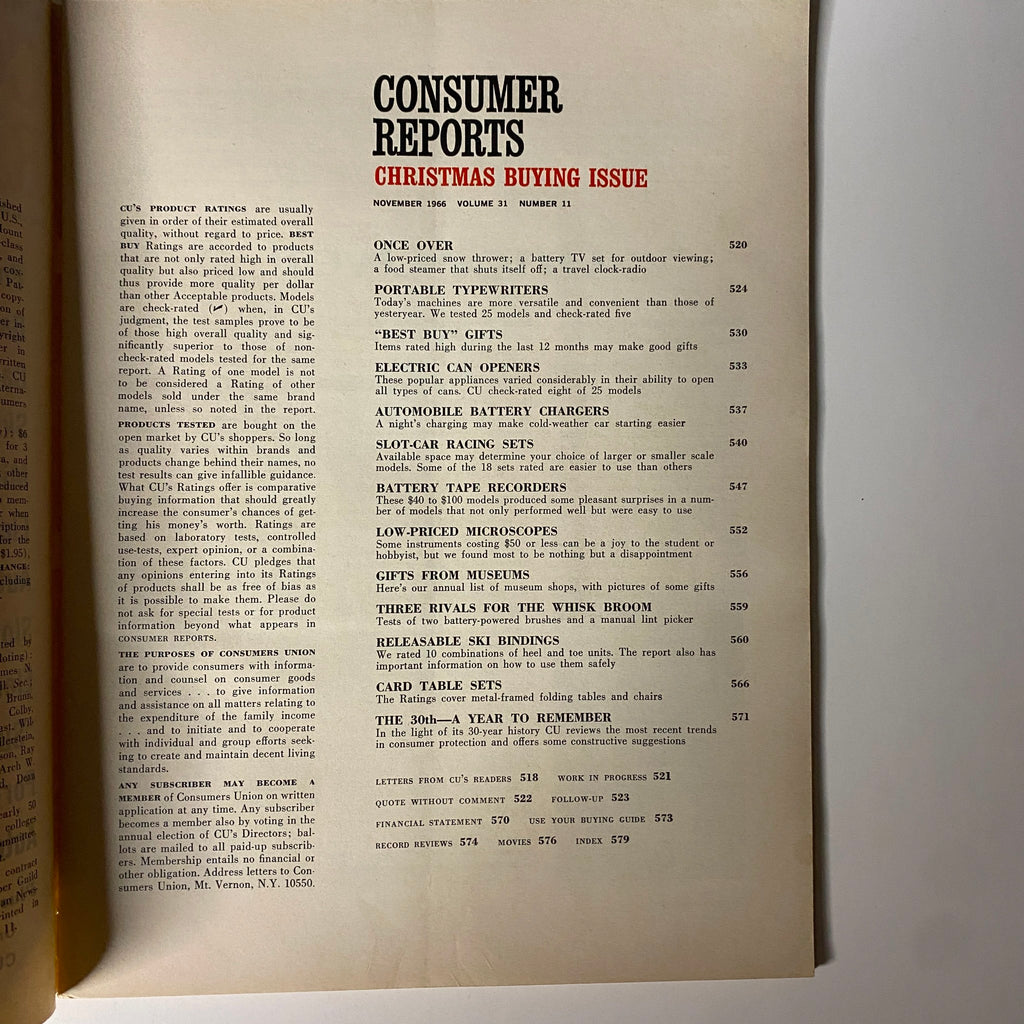 CONSUMER
REPORTS
CHRISTMAS BUYING ISSUE
NOVEMBER 1966 VOLUME 31 NUMBER 11
CU'S PRODUCT RATINGS are usually
given in order of their estimated overall
quality, without regard to price. BEST
BUY Ratings are accorded to products
that are not only rated high in overall
quality but also priced low and should
thus provide more quality per dollar
than other Acceptable products. Models
are check-rated (✓) when, in CU's
judgment, the test samples prove to be
of those high overall quality and sig-
nificantly superior to those of non-
check-rated models tested for the same
report. A Rating of one model is not
to be considered a Rating of other
models sold under the same brand
name, unless so noted in the report.
PRODUCTS TESTED are bought on the
open market by CU's shoppers. So long
as quality varies within brands and
products change behind their names, no
test results can give infallible guidance.
What CU's Ratings offer is comparative
buying information that should greatly
increase the consumer's chances of get-
ting his money's worth. Ratings are
based on laboratory tests, controlled
use-tests, expert opinion, or a combina-
tion of these factors. CU pledges that
any opinions entering into its Ratings
of products shall be as free of bias as
it is possible to make them. Please do
not ask for special tests or for product
information beyond what appears in
CONSUMER REPORTS.
THE PURPOSES OF CONSUMERS UNION
are to provide consumers with informa-
tion and counsel on consumer goods
and services . . . to give information
and assistance on all matters relating to
the expenditure of the family income
. . . and to initiate and to cooperate
with individual and group efforts seek-
ing to create and maintain decent living
standards.
ANY SUBSCRIBER MAY BECOME A
MEMBER of Consumers Union on written
application at any time. Any subscriber
becomes a member also by voting in the
annual election of CU's Directors; bal-
lots are mailed to all paid-up subscrib-
ers. Membership entails no financial or
other obligation. Address letters to Con-
sumers Union, Mt. Vernon, N.Y. 10550.
ONCE OVER 520
A low-priced snow thrower; a battery TV set for outdoor viewing;
a food steamer that shuts itself off; a travel clock-radio
PORTABLE TYPEWRITERS 524
Today's machines are more versatile and convenient than those of
yesteryear. We tested 25 models and check-rated five
"BEST BUY" GIFTS 530
Items rated high during the last 12 months may make good gifts
ELECTRIC CAN OPENERS 533
These popular appliances varied considerably in their ability to open
all types of cans. CU check-rated eight of 25 models
AUTOMOBILE BATTERY CHARGERS 537
A night's charging may make cold-weather car starting easier
SLOT-CAR RACING SETS 540
Available space may determine your choice of larger or smaller scale
models. Some of the 18 sets rated are easier to use than others
BATTERY TAPE RECORDERS 547
These $40 to $100 models produced some pleasant surprises in a num-
ber of models that not only performed well but were easy to use
LOW-PRICED MICROSCOPES 552
Some instruments costing $50 or less can be a joy to the student or
hobbyist, but we found most to be nothing but a disappointment
GIFTS FROM MUSEUMS 556
Here's our annual list of museum shops, with pictures of some gifts
THREE RIVALS FOR THE WHISK BROOM 559
Tests of two battery-powered brushes and a manual lint picker
RELEASABLE SKI BINDINGS 560
We rated 10 combinations of heel and toe units. The report also has
important information on how to use them safely
CARD TABLE SETS 566
The Ratings cover metal-framed folding tables and chairs
THE 30th—A YEAR TO REMEMBER 571
In the light of its 30-year history CU reviews the most recent trends
in consumer protection and offers some constructive suggestions
LETTERS FROM CU'S READERS 518 WORK IN PROGRESS 521
QUOTE WITHOUT COMMENT 522 FOLLOW-UP 523
FINANCIAL STATEMENT 570 USE YOUR BUYING GUIDE 573
RECORD REVIEWS 574 MOVIES 576 INDEX 579